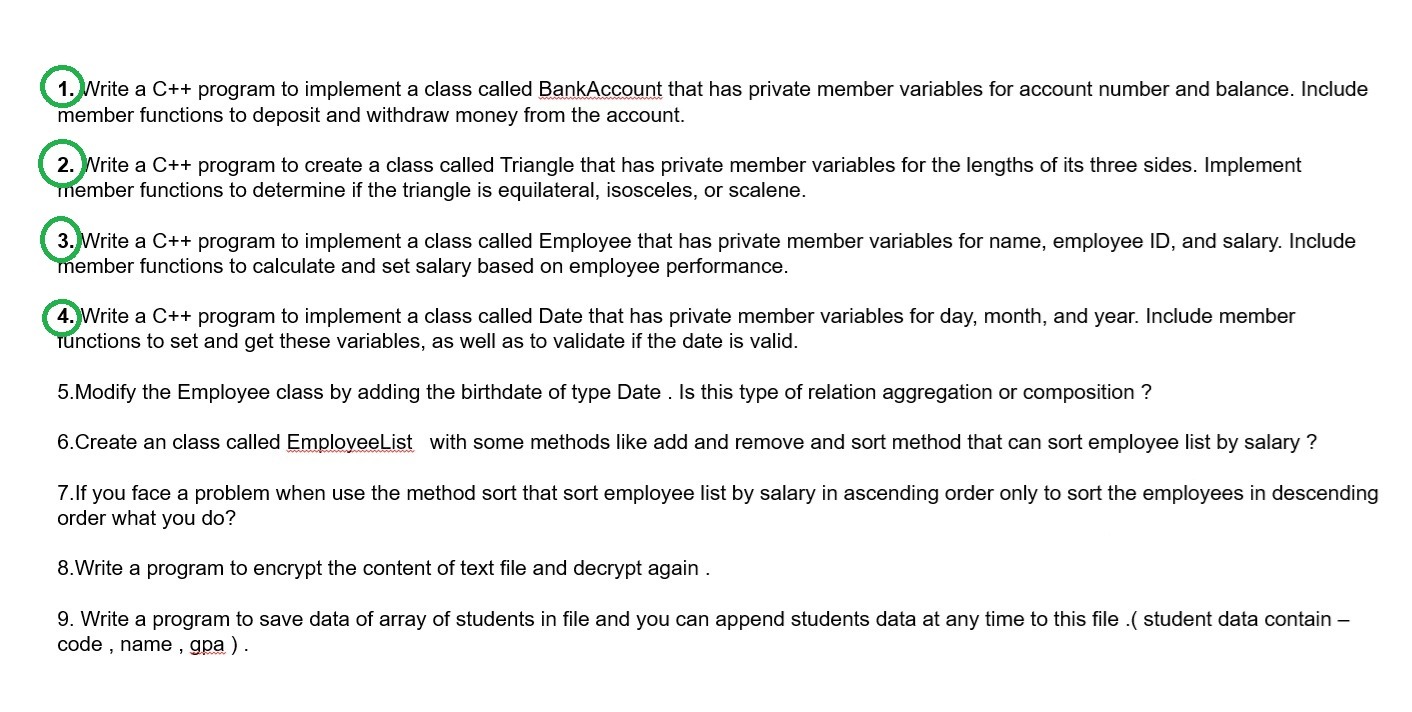 1. Write a C++ program to implement a class called BankAccount that has private member variables for account number and balance. Include
member functions to deposit and withdraw money from the account.
2. Write a C++ program to create a class called Triangle that has private member variables for the lengths of its three sides. Implement
member functions to determine if the triangle is equilateral, isosceles, or scalene.
3. Write a C++ program to implement a class called Employee that has private member variables for name, employee ID, and salary. Include
member functions to calculate and set salary based on employee performance.
4. Write a C++ program to implement a class called Date that has private member variables for day, month, and year. Include member
functions to set and get these variables, as well as to validate if the date is valid.
5.Modify the Employee class by adding the birthdate of type Date . Is this type of relation aggregation or composition ?
6.Create an class called EmployeeList with some methods like add and remove and sort method that can sort employee list by salary ?
7.If you face a problem when use the method sort that sort employee list by salary in ascending order only to sort the employees in descending
order what you do?
8.Write a program to encrypt the content of text file and decrypt again .
9. Write a program to save data of array of students in file and you can append students data at any time to this file .( student data contain –
code , name , gpa ) .